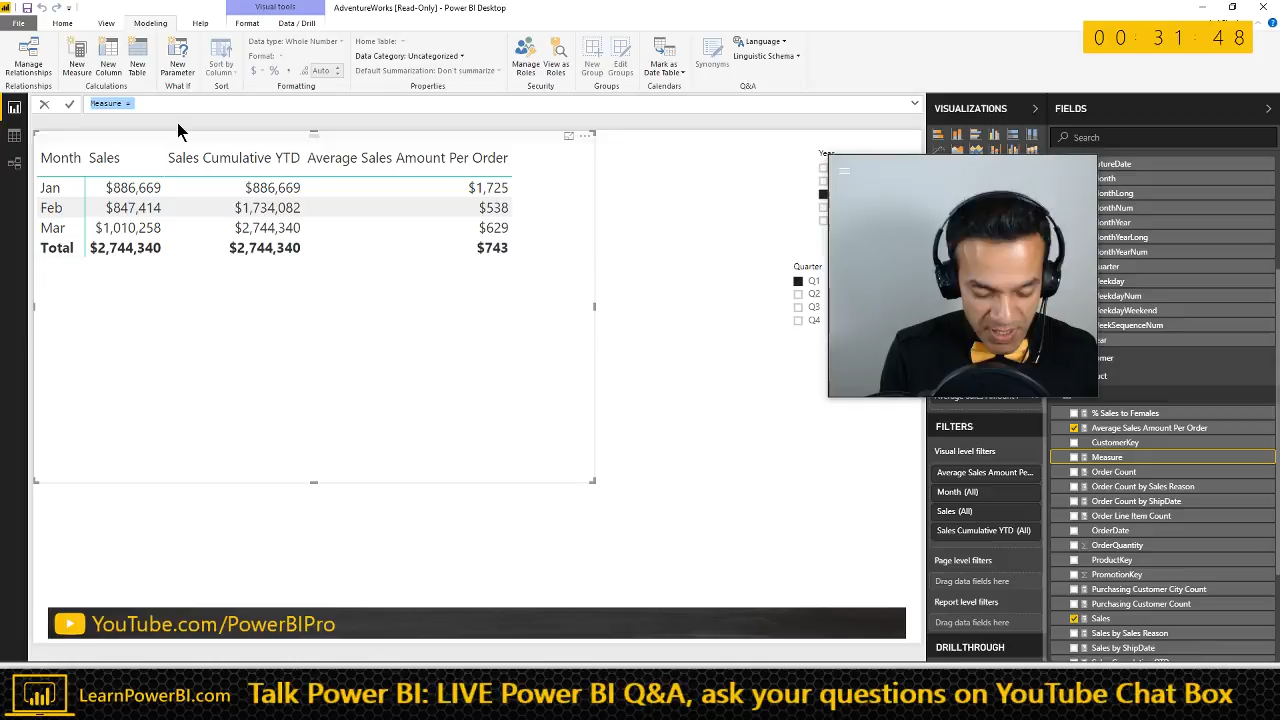 Visual tools
AdventureWorks [Read-Only] - Power BI Desktop
File
Home
View
Modeling
Help
Format
Data / Drill
00:31:48
Manage Relationships
New Measure
New Column
New Table
New Parameter
Sort by Column
Data type: Whole Number
Format:
$ % , .00 Auto
Home Table:
Data Category: Uncategorized
Default Summarization: Don't summarize
Manage Roles
View as Roles
New Group
Edit Groups
Mark as Date Table
Synonyms
Language
Linguistic Schema
Relationships
Calculations
What If
Sort
Formatting
Properties
Security
Groups
Calendars
Q&A
Measure =
VISUALIZATIONS
FIELDS
Search
Month Sales Sales Cumulative YTD Average Sales Amount Per Order
Jan $886,669 $886,669 $1,725
Feb $847,414 $1,734,082 $538
Mar $1,010,258 $2,744,340 $629
Total $2,744,340 $2,744,340 $743
Year
Quarter
Q1
Q2
Q3
Q4
MonthLong
MonthNum
MonthYear
MonthYearLong
MonthYearNum
WeekSequenceNum
FILTERS
Visual level filters
Average Sales Amount Pe...
Month (All)
Sales (All)
Sales Cumulative YTD (All)
Page level filters
Drag data fields here
Report level filters
Drag data fields here
DRILLTHROUGH
% Sales to Females
Average Sales Amount Per Order
CustomerKey
Measure
Order Count
Order Count by Sales Reason
Order Count by ShipDate
Order Line Item Count
OrderDate
OrderQuantity
ProductKey
PromotionKey
Purchasing Customer City Count
Purchasing Customer Count
Sales
Sales by Sales Reason
Sales by ShipDate
YouTube.com/PowerBIPro
LearnPowerBI.com
Talk Power BI: LIVE Power BI Q&A, ask your questions on YouTube Chat Box